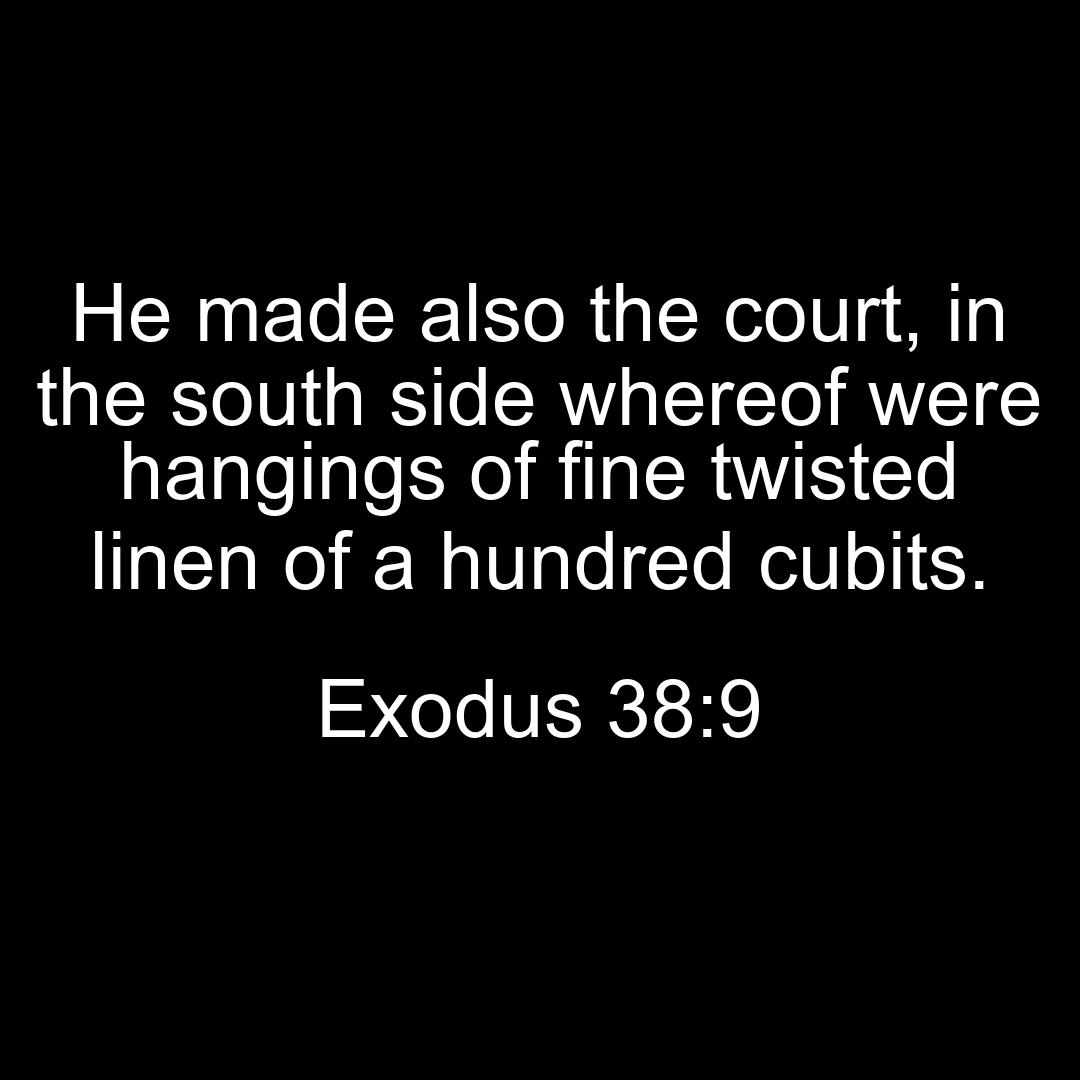 He made also the court, in
the south side whereof were
hangings of fine twisted
linen of a hundred cubits.
Exodus 38:9